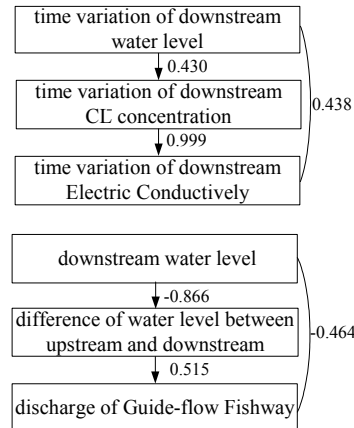 time variation of downstream
water level
0.430
time variation of downstream
CL⁻ concentration
0.438
0.999
time variation of downstream
Electric Conductively
downstream water level
-0.866
difference of water level between
upstream and downstream
-0.464
0.515
discharge of Guide-flow Fishway